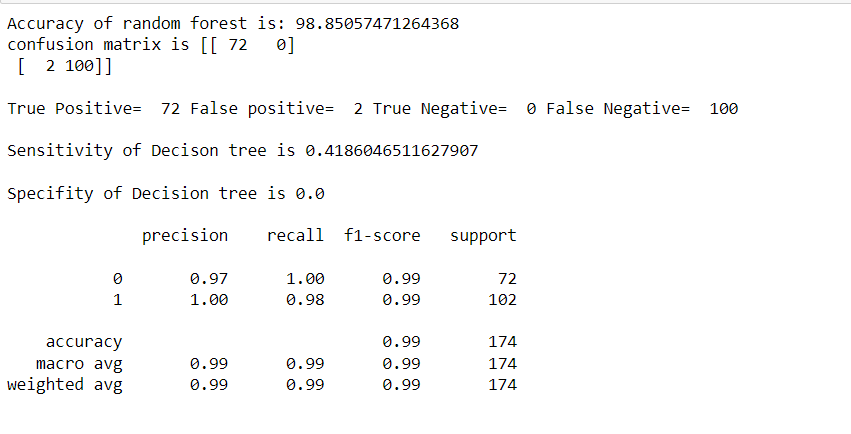 Accuracy of random forest is: 98.85057471264368
confusion matrix is [[ 72   0]
 [  2 100]]
True Positive=  72 False positive=  2 True Negative=  0 False Negative=  100
Sensitivity of Decison tree is 0.4186046511627907
Specifity of Decision tree is 0.0
              precision    recall  f1-score   support
           0       0.97      1.00      0.99        72
           1       1.00      0.98      0.99       102
    accuracy                           0.99       174
   macro avg       0.99      0.99      0.99       174
weighted avg       0.99      0.99      0.99       174